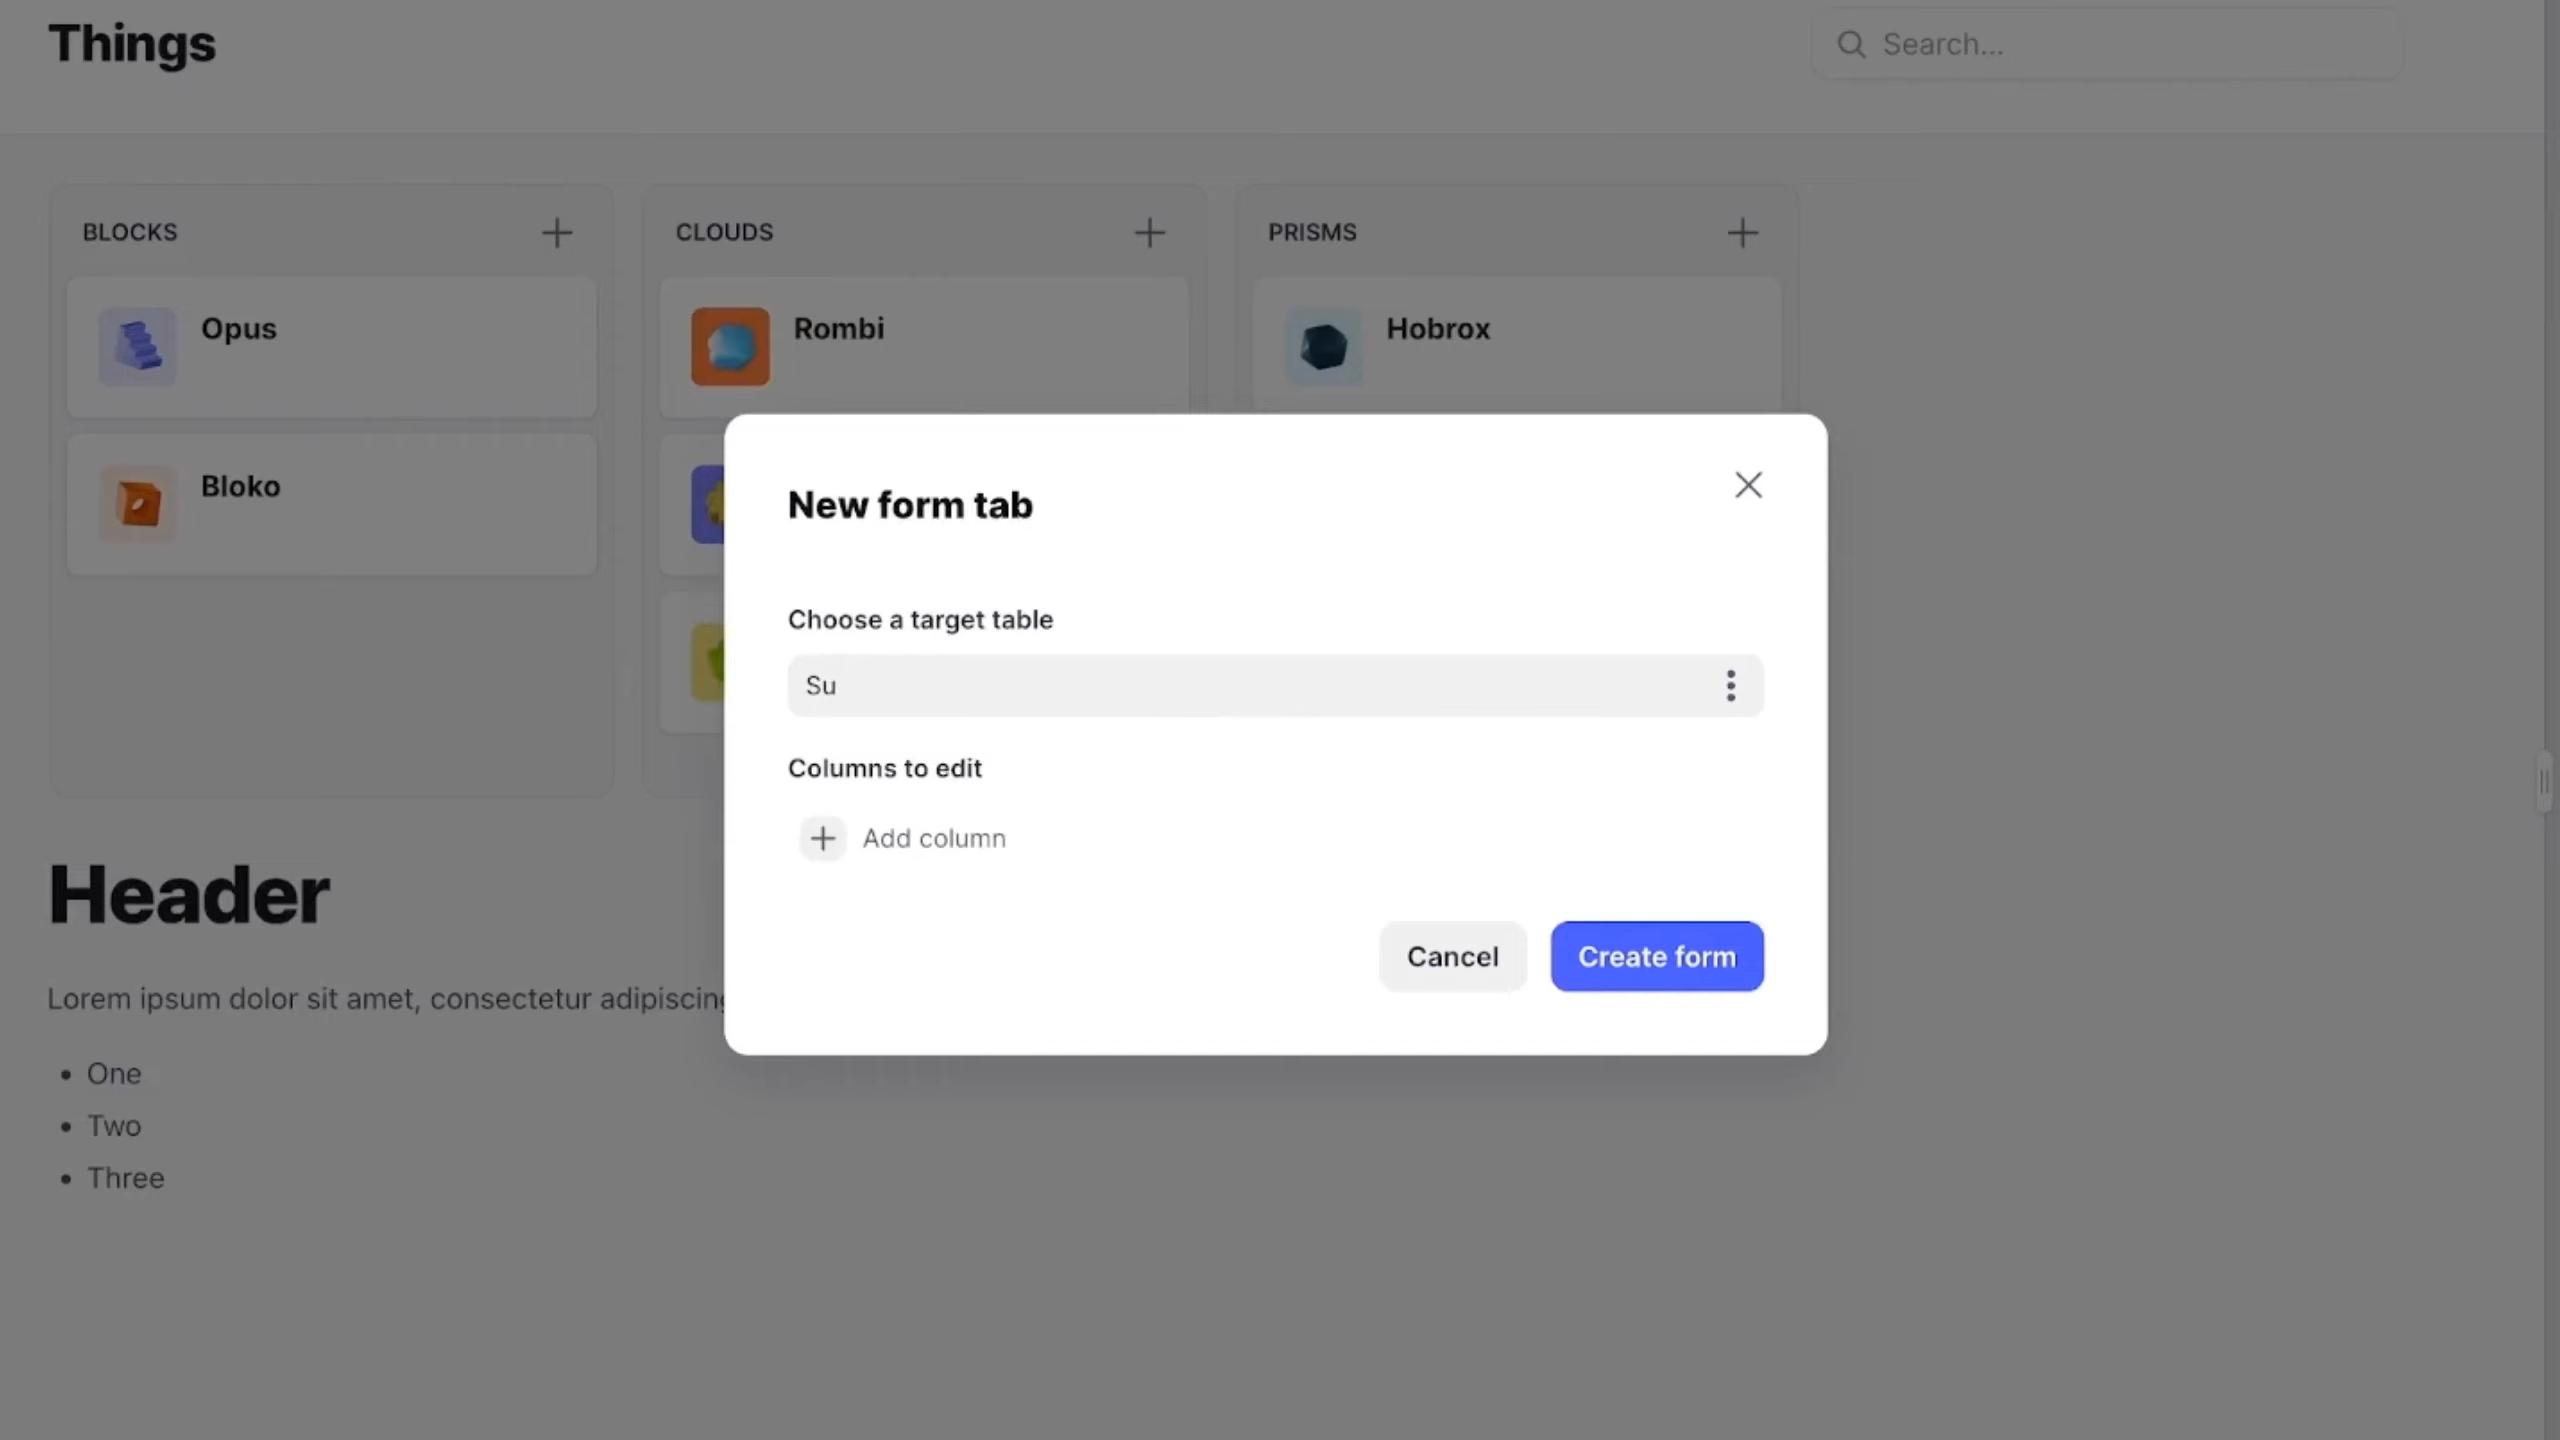 Things
Search...
BLOCKS
CLOUDS
PRISMS
Opus
Rombi
Hobrox
Bloko
New form tab
Choose a target table
Su
Columns to edit
Add column
Cancel
Create form
Header
Lorem ipsum dolor sit amet, consectetur adipiscing
One
Two
Three